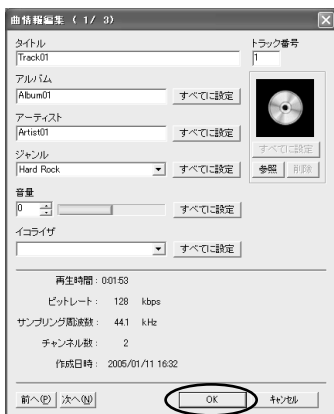 曲情報編集 ( 1/ 3)
タイトル
Track01
トラック番号
1
アルバム
Album01
すべてに設定
アーティスト
Artist01
すべてに設定
すべてに設定
ジャンル
Hard Rock
すべてに設定
参照
削除
音量
0
すべてに設定
イコライザ
すべてに設定
再生時間: 0:01:53
ビットレート: 128 kbps
サンプリング周波数: 44.1 kHz
チャンネル数: 2
作成日時: 2005/01/11 16:32
前へ(P)
次へ(N)
OK
キャンセル